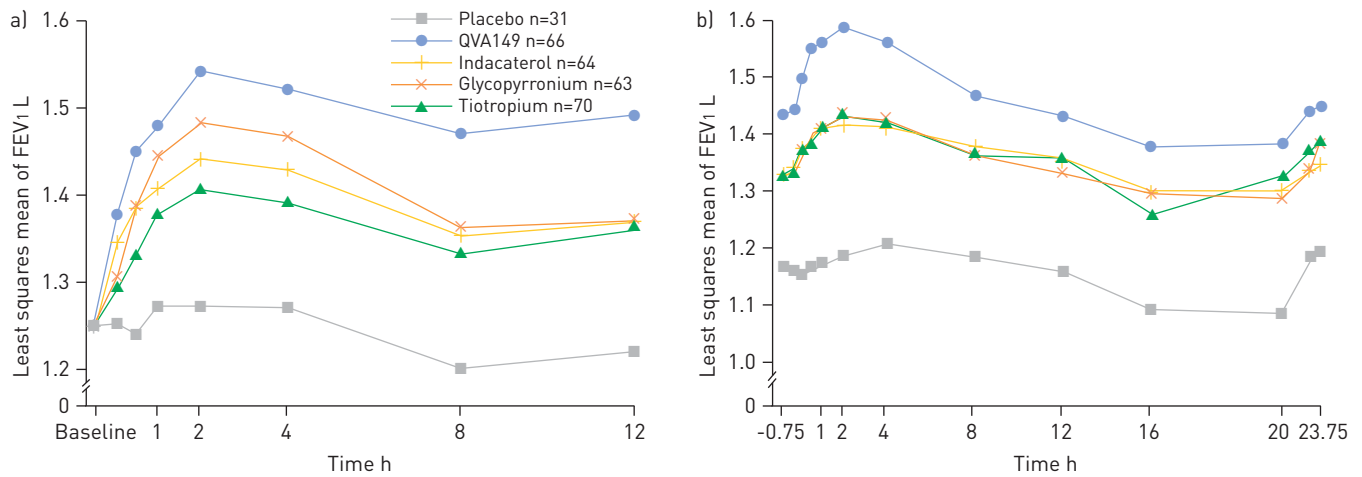 a)
Least squares mean of FEV1 L
1.6
1.5
1.4
1.3
1.2
0
Baseline 1 2 4 8 12
Time h
Placebo n=31
QVA149 n=66
Indacaterol n=64
Glycopyrronium n=63
Tiotropium n=70
b)
Least squares mean of FEV1 L
1.6
1.5
1.4
1.3
1.2
1.1
1.0
0
-0.75 1 2 4 8 12 16 20 23.75
Time h